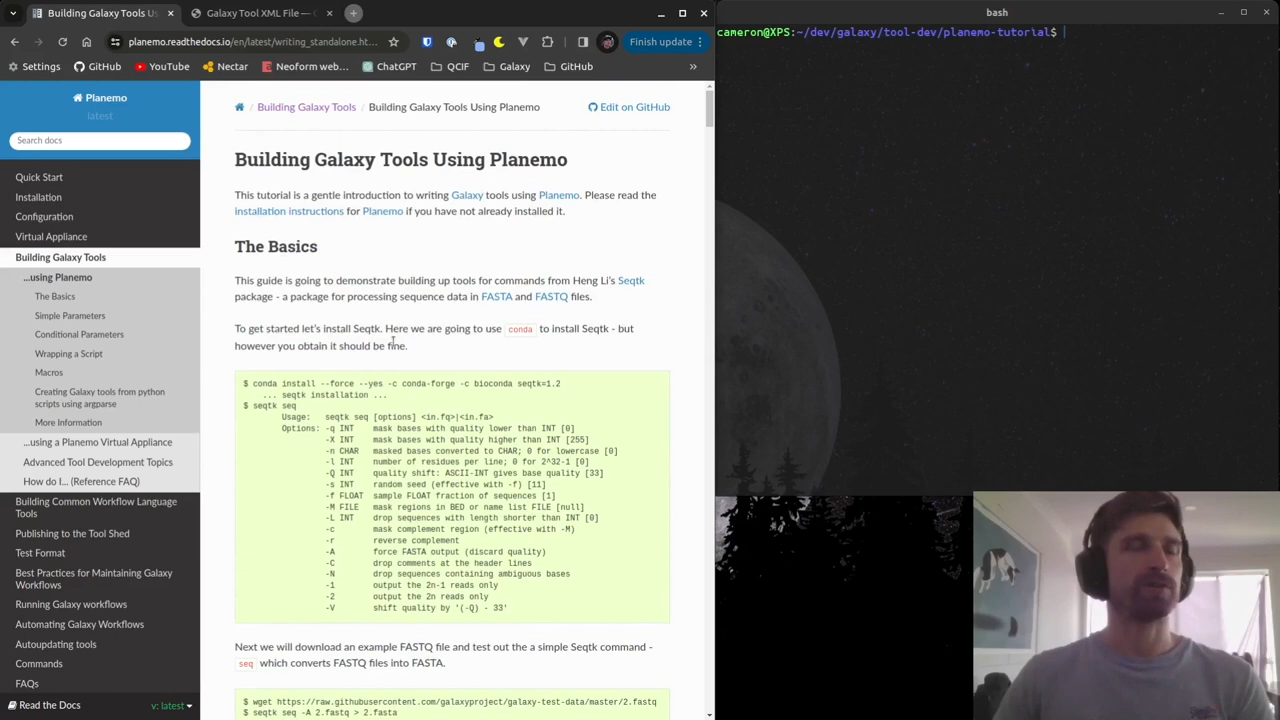 Building Galaxy Tools Us
Galaxy Tool XML File — C
bash
planemo.readthedocs.io/en/latest/writing_standalone.ht...
Finish update
Settings
GitHub
YouTube
Nectar
Neoform web...
ChatGPT
QCIF
Galaxy
GitHub
»
cameron@XPS:~/dev/galaxy/tool-dev/planemo-tutorial$
Planemo
latest
Search docs
Quick Start
Installation
Configuration
Virtual Appliance
Building Galaxy Tools
...using Planemo
The Basics
Simple Parameters
Conditional Parameters
Wrapping a Script
Macros
Creating Galaxy tools from python
scripts using argparse
More Information
...using a Planemo Virtual Appliance
Advanced Tool Development Topics
How do I... (Reference FAQ)
Building Common Workflow Language
Tools
Publishing to the Tool Shed
Test Format
Best Practices for Maintaining Galaxy
Workflows
Running Galaxy workflows
Automating Galaxy Workflows
Autoupdating tools
Commands
FAQs
Read the Docs
v: latest
/ Building Galaxy Tools / Building Galaxy Tools Using Planemo
Edit on GitHub
Building Galaxy Tools Using Planemo
This tutorial is a gentle introduction to writing Galaxy tools using Planemo. Please read the
installation instructions for Planemo if you have not already installed it.
The Basics
This guide is going to demonstrate building up tools for commands from Heng Li's Seqtk
package - a package for processing sequence data in FASTA and FASTQ files.
To get started let's install Seqtk. Here we are going to use conda to install Seqtk - but
however you obtain it should be fine.
$ conda install --force --yes -c conda-forge -c bioconda seqtk=1.2
... seqtk installation ...
$ seqtk seq
Usage: seqtk seq [options] <in.fq>|<in.fa>
Options: -q INT mask bases with quality lower than INT [0]
-X INT mask bases with quality higher than INT [255]
-n CHAR masked bases converted to CHAR; 0 for lowercase [0]
-l INT number of residues per line; 0 for 2^32-1 [0]
-Q INT quality shift: ASCII-INT gives base quality [33]
-s INT random seed (effective with -f) [11]
-f FLOAT sample FLOAT fraction of sequences [1]
-M FILE mask regions in BED or name list FILE [null]
-L INT drop sequences with length shorter than INT [0]
-c mask complement region (effective with -M)
-r reverse complement
-A force FASTA output (discard quality)
-C drop comments at the header lines
-N drop sequences containing ambiguous bases
-1 output the 2n-1 reads only
-2 output the 2n reads only
-V shift quality by '(-Q) - 33'
Next we will download an example FASTQ file and test out the a simple Seqtk command -
seq which converts FASTQ files into FASTA.
$ wget https://raw.githubusercontent.com/galaxyproject/galaxy-test-data/master/2.fastq
$ seqtk seq -A 2.fastq > 2.fasta